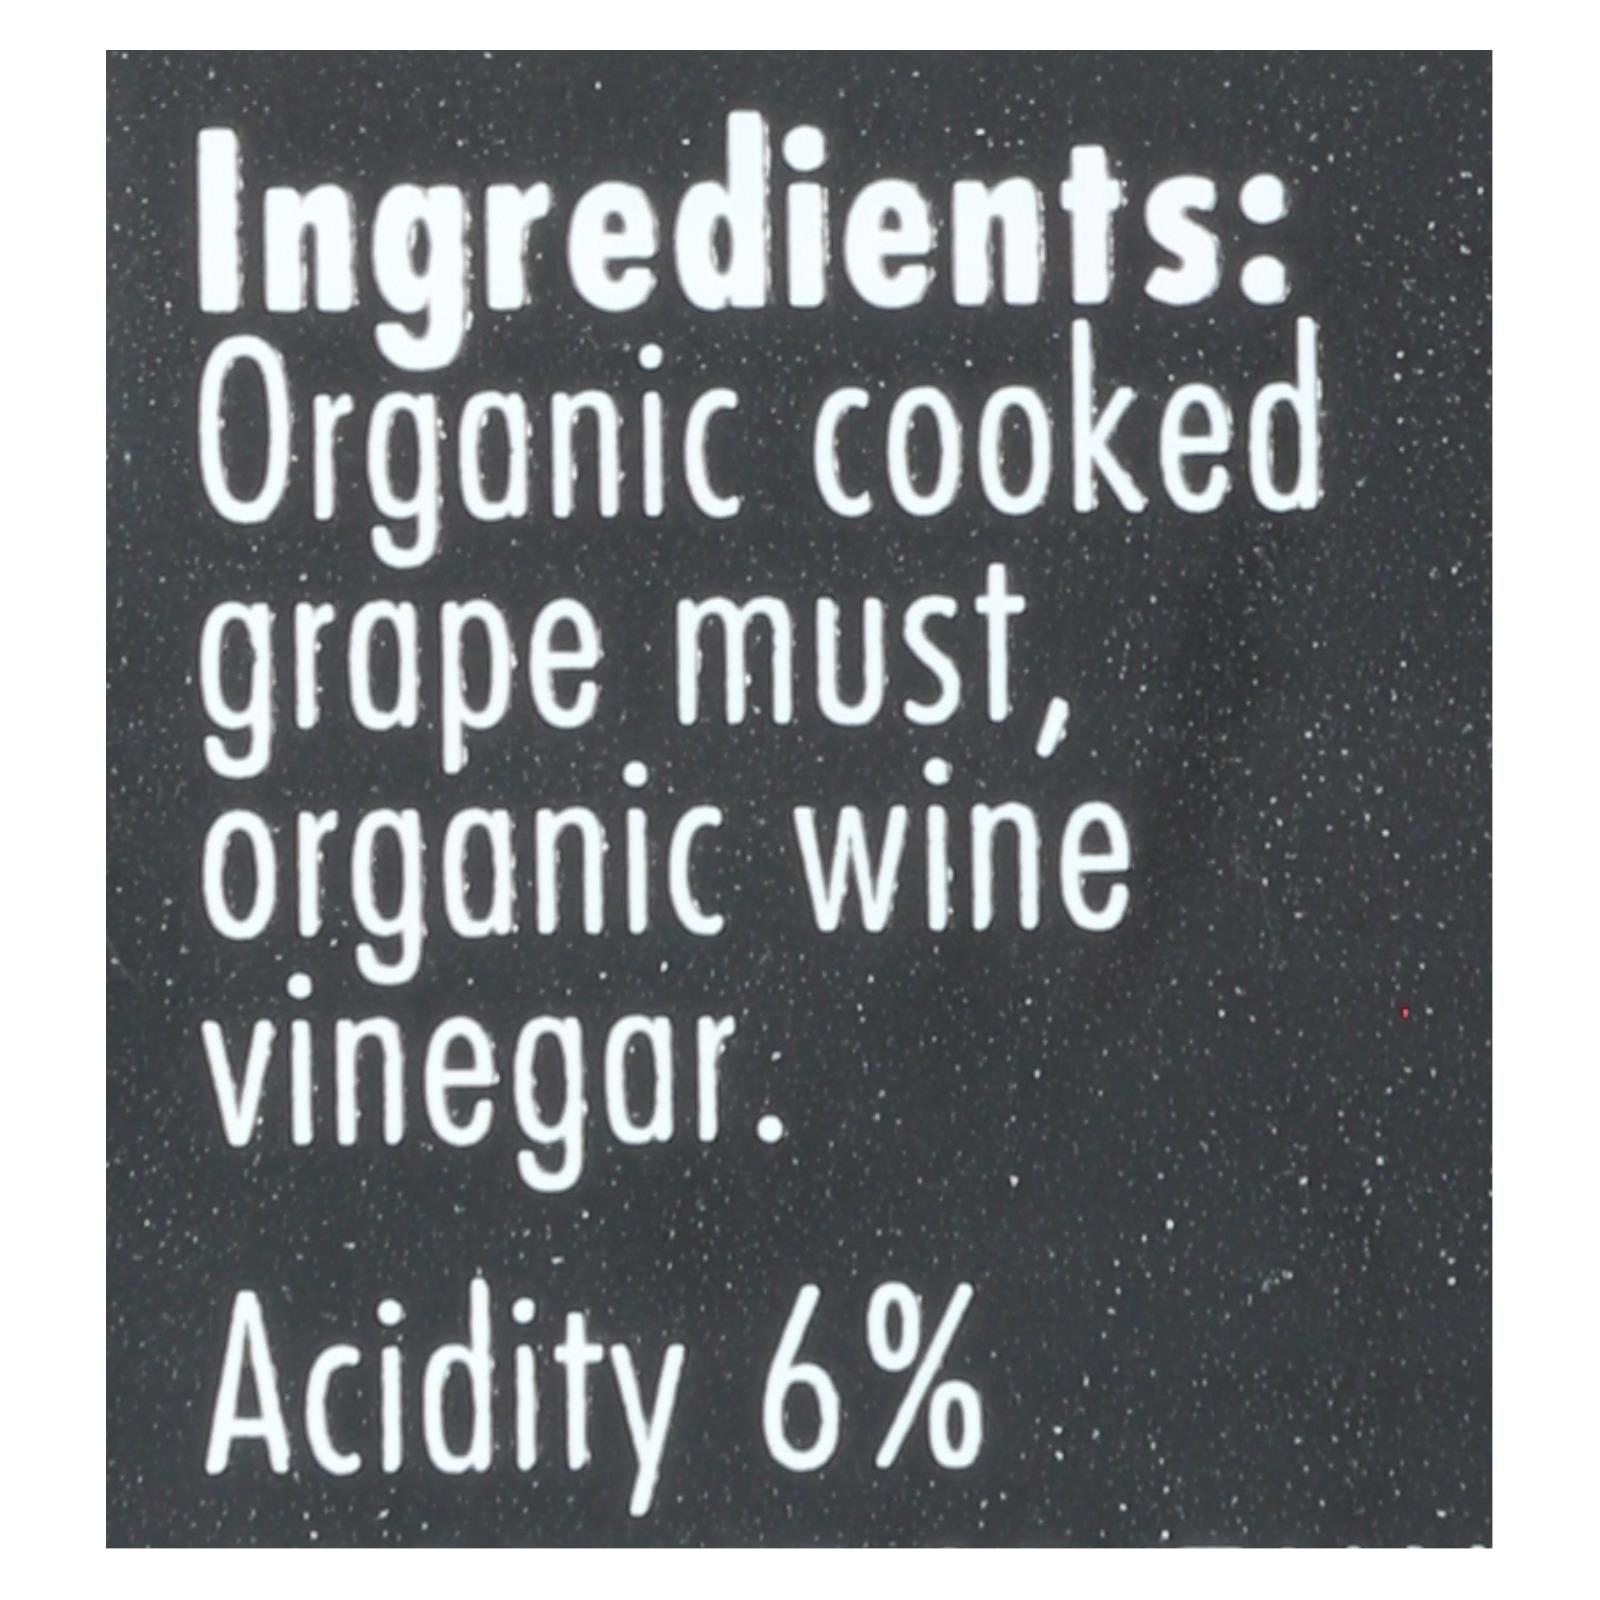 Ingredients:
Organic cooked
grape must,
organic wine
vinegar.
Acidity 6%